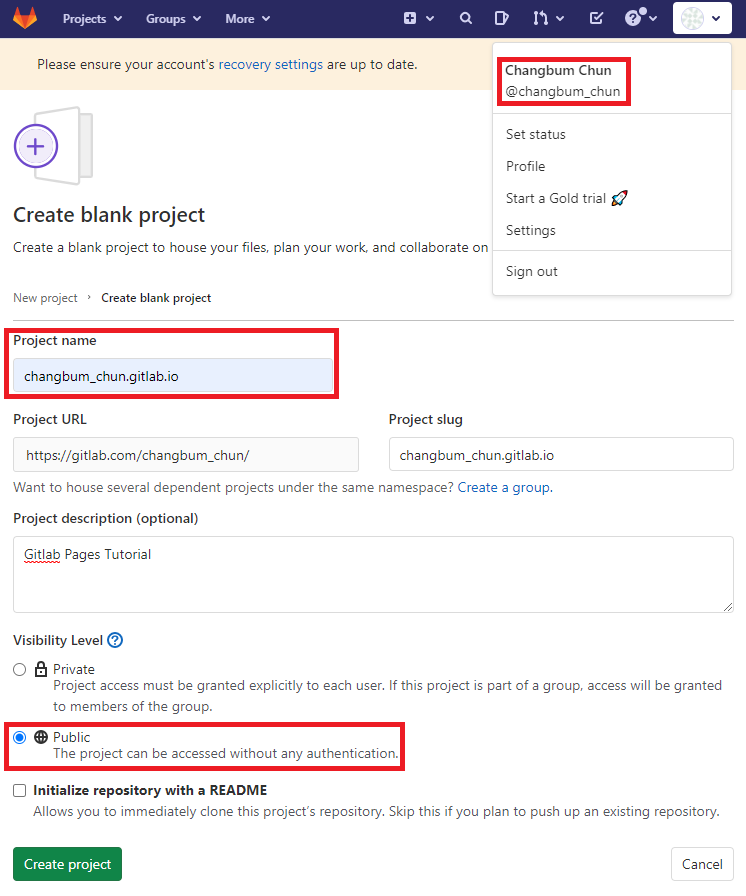 Projects Groups More
Please ensure your account's recovery settings are up to date.
Changbum Chun
@changbum_chun
Set status
Profile
Start a Gold trial 🚀
Settings
Sign out
Create blank project
Create a blank project to house your files, plan your work, and collaborate on
New project › Create blank project
Project name
changbum_chun.gitlab.io
Project URL
https://gitlab.com/changbum_chun/
Project slug
changbum_chun.gitlab.io
Want to house several dependent projects under the same namespace? Create a group.
Project description (optional)
Gitlab Pages Tutorial
Visibility Level
Private
Project access must be granted explicitly to each user. If this project is part of a group, access will be granted
to members of the group.
Public
The project can be accessed without any authentication.
Initialize repository with a README
Allows you to immediately clone this project's repository. Skip this if you plan to push up an existing repository.
Create project
Cancel